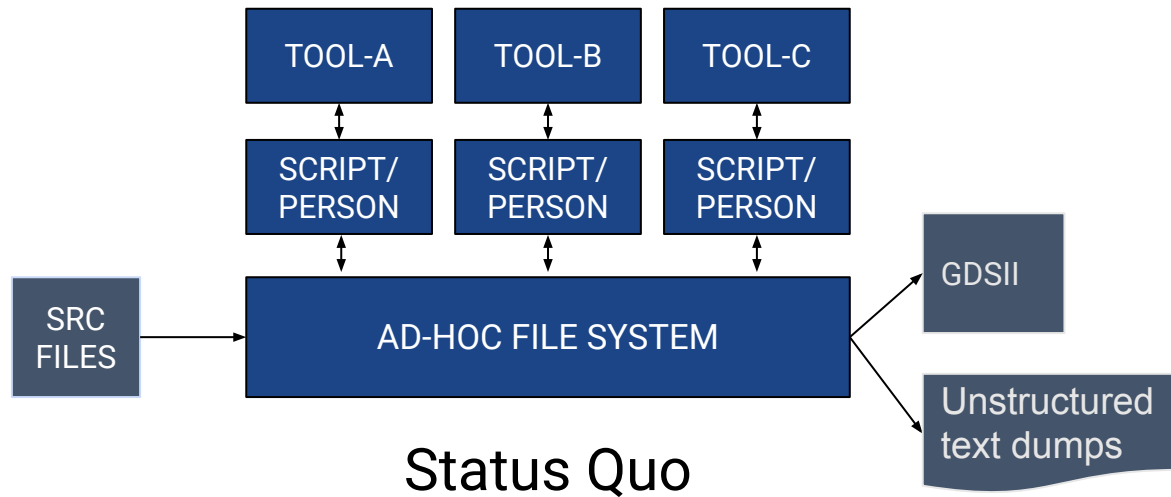 TOOL-A
TOOL-B
TOOL-C
SCRIPT/
PERSON
SCRIPT/
PERSON
SCRIPT/
PERSON
SRC
FILES
AD-HOC FILE SYSTEM
GDSII
Unstructured
text dumps
Status Quo